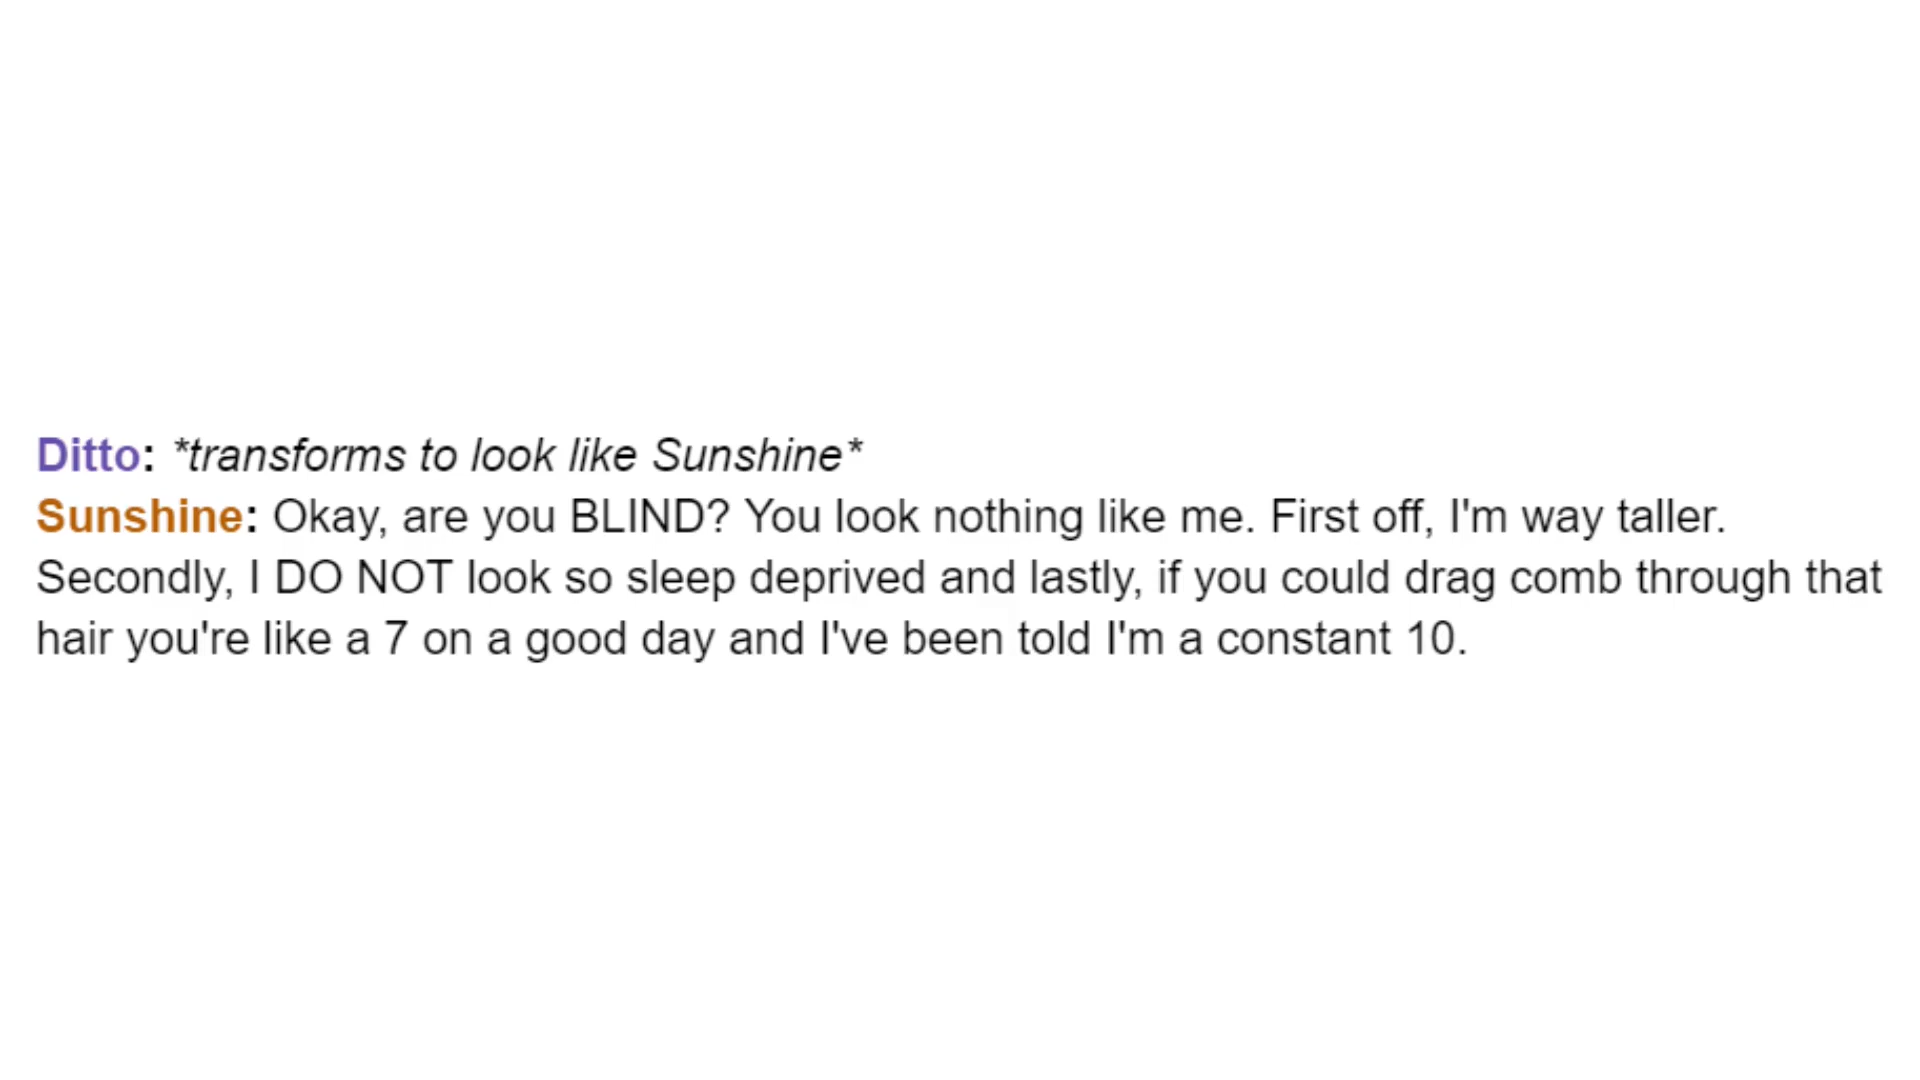 Ditto: *transforms to look like Sunshine*
Sunshine: Okay, are you BLIND? You look nothing like me. First off, I'm way taller.
Secondly, I DO NOT look so sleep deprived and lastly, if you could drag comb through that
hair you're like a 7 on a good day and I've been told I'm a constant 10.